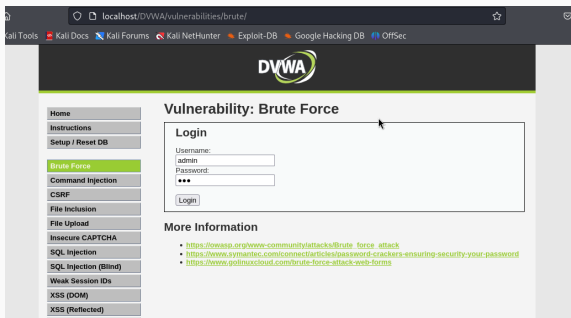 localhost/DVWA/vulnerabilities/brute/
Kali Tools Kali Docs Kali Forums Kali NetHunter Exploit-DB Google Hacking DB OffSec
DVWA
Home
Instructions
Setup / Reset DB
Brute Force
Command Injection
CSRF
File Inclusion
File Upload
Insecure CAPTCHA
SQL Injection
SQL Injection (Blind)
Weak Session IDs
XSS (DOM)
XSS (Reflected)
Vulnerability: Brute Force
Login
Username:
admin
Password:
•••
Login
More Information
https://owasp.org/www-community/attacks/Brute_force_attack
https://www.symantec.com/connect/articles/password-crackers-ensuring-security-your-password
https://www.golinuxcloud.com/brute-force-attack-web-forms